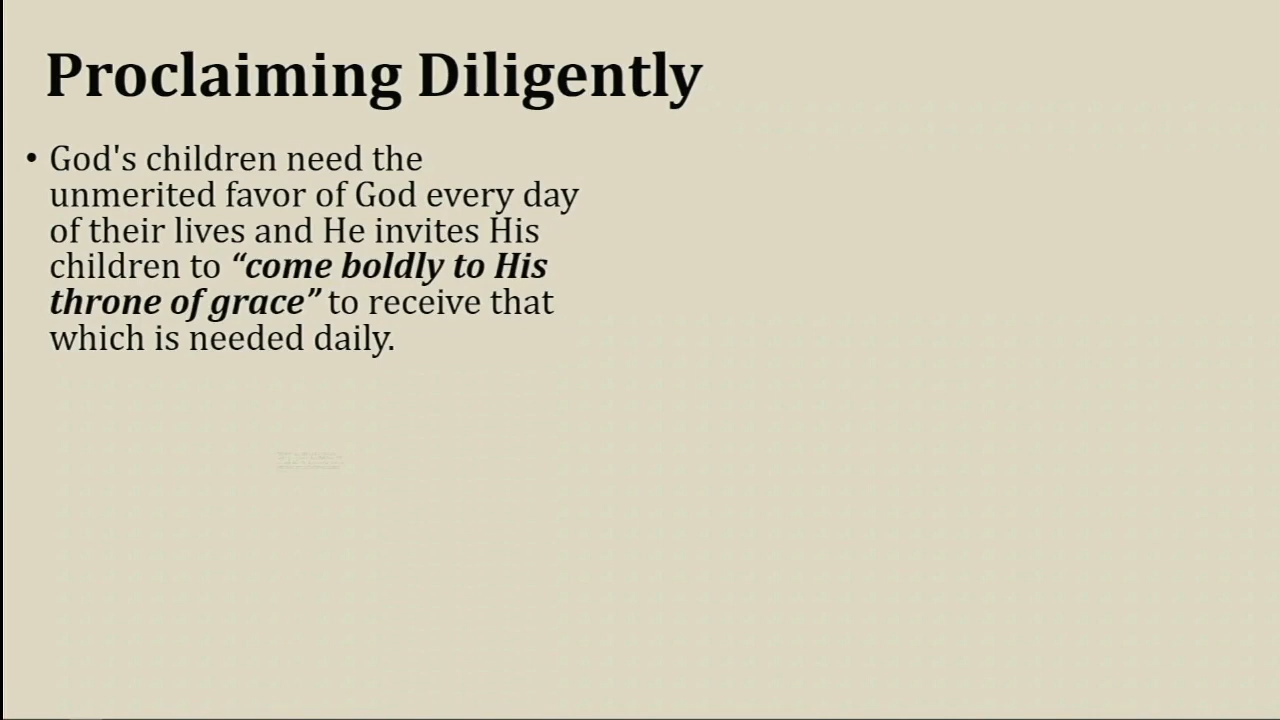 Proclaiming Diligently
• God's children need the
unmerited favor of God every day
of their lives and He invites His
children to “come boldly to His
throne of grace” to receive that
which is needed daily.